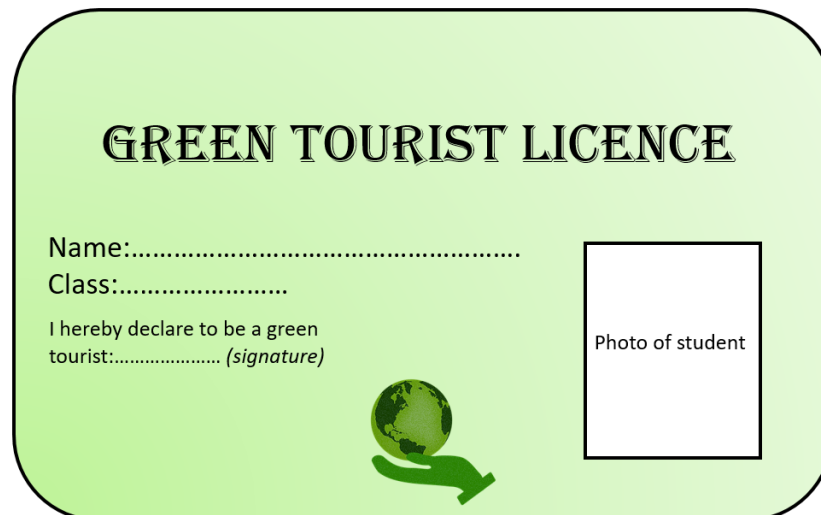 GREEN TOURIST LICENCE
Name:……………………………………………….
Class:……………………
I hereby declare to be a green
tourist:………………… (signature)
Photo of student